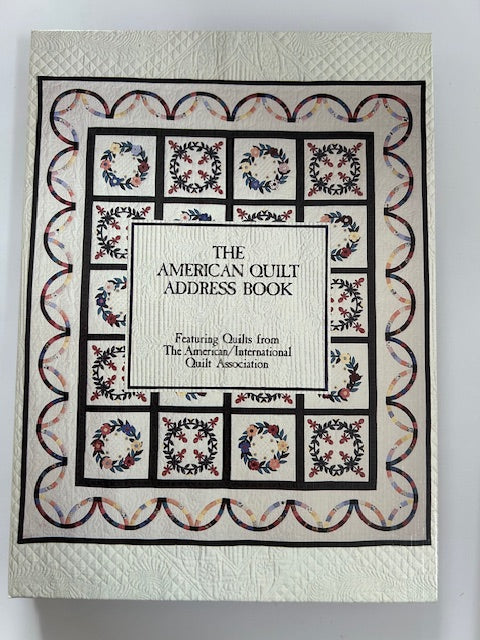 THE
AMERICAN QUILT
ADDRESS BOOK
Featuring Quilts from
The American/International
Quilt Association